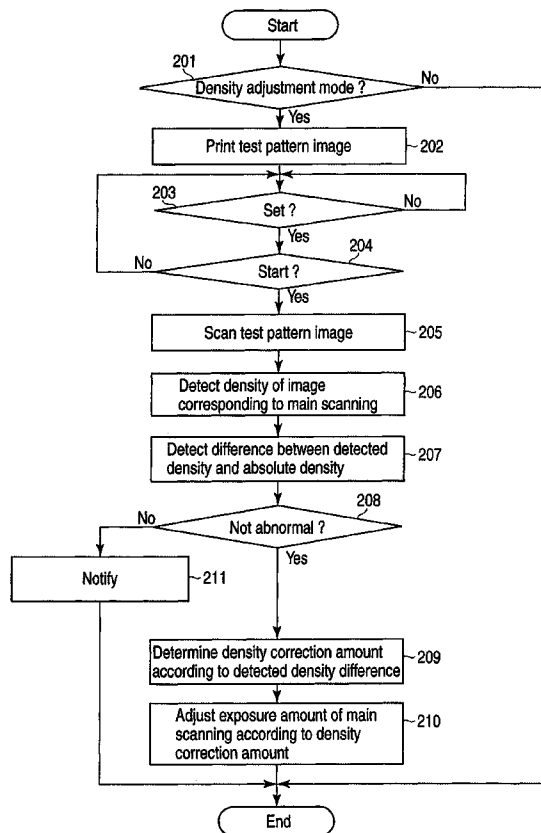 Start
201
Density adjustment mode ?
No
Yes
Print test pattern image
202
203
Set ?
No
Yes
204
No
Start ?
Yes
Scan test pattern image
205
Detect density of image
corresponding to main scanning
206
Detect difference between detected
density and absolute density
207
208
No
Not abnormal ?
Yes
Notify
211
Determine density correction amount
according to detected density difference
209
Adjust exposure amount of main
scanning according to density
correction amount
210
End